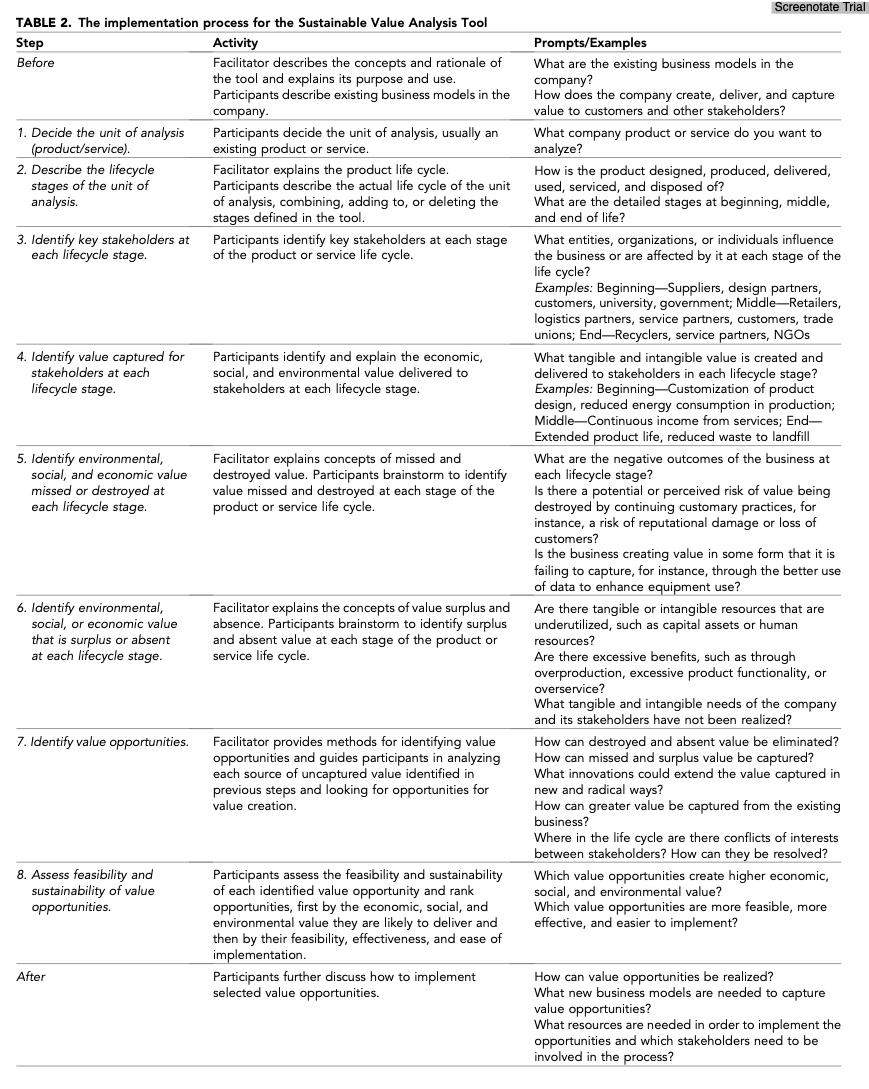 Screenotate Trial
TABLE 2. The implementation process for the Sustainable Value Analysis Tool
Step Activity Prompts/Examples
Before
Facilitator describes the concepts and rationale of
the tool and explains its purpose and use.
Participants describe existing business models in the
company.
What are the existing business models in the
company?
How does the company create, deliver, and capture
value to customers and other stakeholders?
1. Decide the unit of analysis
(product/service).
Participants decide the unit of analysis, usually an
existing product or service.
What company product or service do you want to
analyze?
2. Describe the lifecycle
stages of the unit of
analysis.
Facilitator explains the product life cycle.
Participants describe the actual life cycle of the unit
of analysis, combining, adding to, or deleting the
stages defined in the tool.
How is the product designed, produced, delivered,
used, serviced, and disposed of?
What are the detailed stages at beginning, middle,
and end of life?
3. Identify key stakeholders at
each lifecycle stage.
Participants identify key stakeholders at each stage
of the product or service life cycle.
What entities, organizations, or individuals influence
the business or are affected by it at each stage of the
life cycle?
Examples: Beginning—Suppliers, design partners,
customers, university, government; Middle—Retailers,
logistics partners, service partners, customers, trade
unions; End—Recyclers, service partners, NGOs
4. Identify value captured for
stakeholders at each
lifecycle stage.
Participants identify and explain the economic,
social, and environmental value delivered to
stakeholders at each lifecycle stage.
What tangible and intangible value is created and
delivered to stakeholders in each lifecycle stage?
Examples: Beginning—Customization of product
design, reduced energy consumption in production;
Middle—Continuous income from services; End—
Extended product life, reduced waste to landfill
5. Identify environmental,
social, and economic value
missed or destroyed at
each lifecycle stage.
Facilitator explains concepts of missed and
destroyed value. Participants brainstorm to identify
value missed and destroyed at each stage of the
product or service life cycle.
What are the negative outcomes of the business at
each lifecycle stage?
Is there a potential or perceived risk of value being
destroyed by continuing customary practices, for
instance, a risk of reputational damage or loss of
customers?
Is the business creating value in some form that it is
failing to capture, for instance, through the better use
of data to enhance equipment use?
6. Identify environmental,
social, or economic value
that is surplus or absent
at each lifecycle stage.
Facilitator explains the concepts of value surplus and
absence. Participants brainstorm to identify surplus
and absent value at each stage of the product or
service life cycle.
Are there tangible or intangible resources that are
underutilized, such as capital assets or human
resources?
Are there excessive benefits, such as through
overproduction, excessive product functionality, or
overservice?
What tangible and intangible needs of the company
and its stakeholders have not been realized?
7. Identify value opportunities.
Facilitator provides methods for identifying value
opportunities and guides participants in analyzing
each source of uncaptured value identified in
previous steps and looking for opportunities for
value creation.
How can destroyed and absent value be eliminated?
How can missed and surplus value be captured?
What innovations could extend the value captured in
new and radical ways?
How can greater value be captured from the existing
business?
Where in the life cycle are there conflicts of interests
between stakeholders? How can they be resolved?
8. Assess feasibility and
sustainability of value
opportunities.
Participants assess the feasibility and sustainability
of each identified value opportunity and rank
opportunities, first by the economic, social, and
environmental value they are likely to deliver and
then by their feasibility, effectiveness, and ease of
implementation.
Which value opportunities create higher economic,
social, and environmental value?
Which value opportunities are more feasible, more
effective, and easier to implement?
After
Participants further discuss how to implement
selected value opportunities.
How can value opportunities be realized?
What new business models are needed to capture
value opportunities?
What resources are needed in order to implement the
opportunities and which stakeholders need to be
involved in the process?